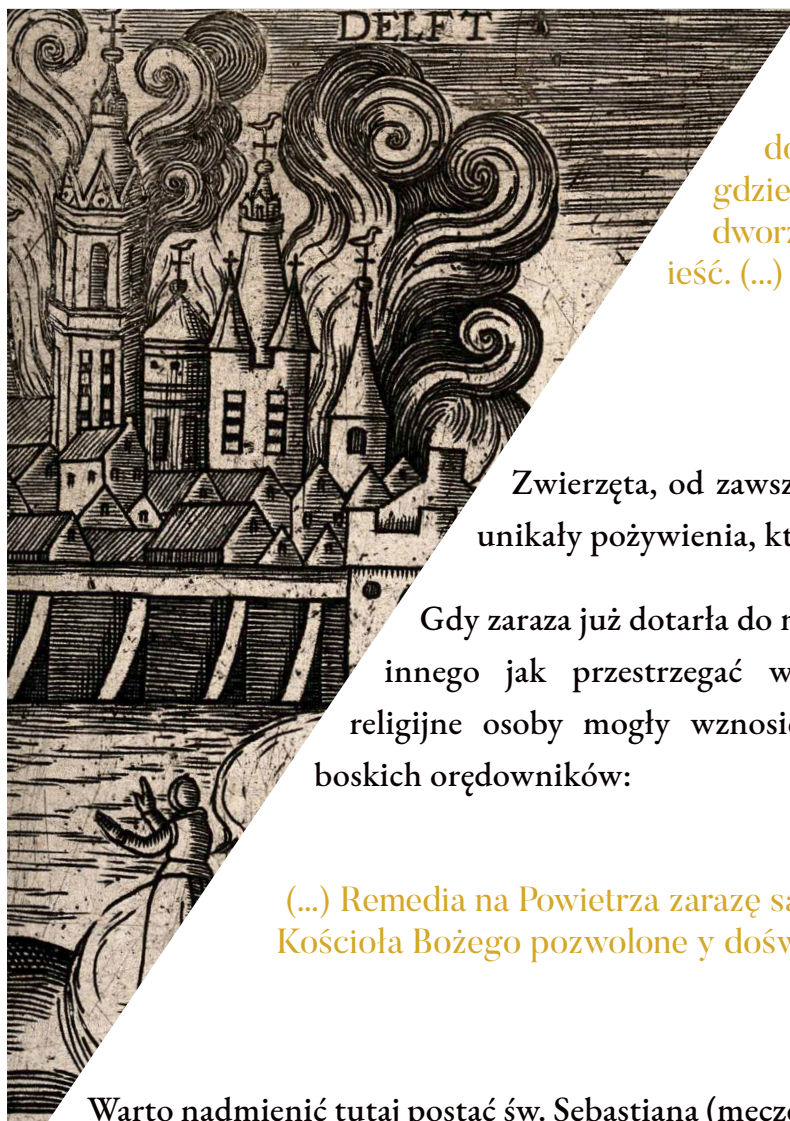 DELFT
do
gdzie
dworz
ieść. (...)
Zwierzęta, od zawsz
unikały pożywienia, kt
Gdy zaraza już dotarła do
innego jak przestrzegać w
religijne osoby mogły wznosi
boskich orędowników:
(...) Remedia na Powietrza zarazę są
Kościoła Bożego pozwolone y dośw
Warto nadmienić tutaj postać św. Sebastiana (mecze